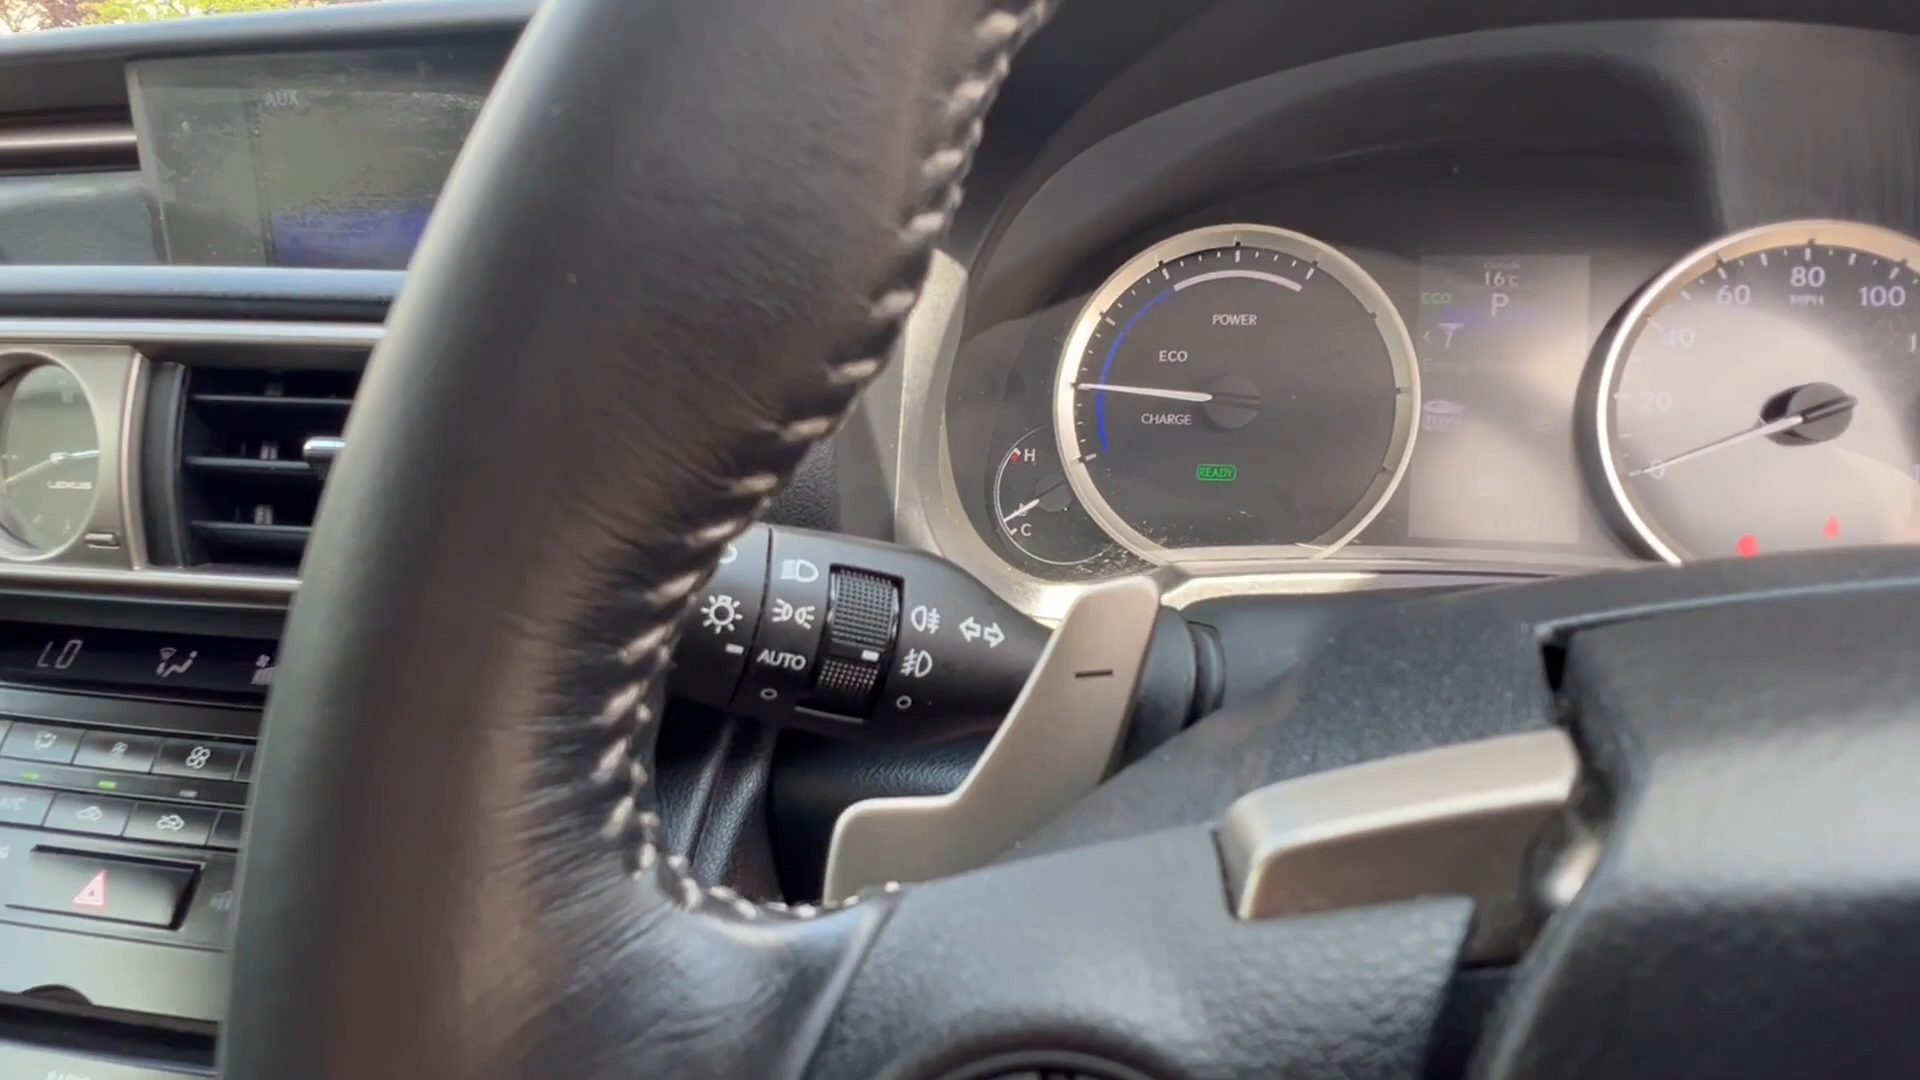 AUX
LEXUS
LO
A/C
AUTO
H
C
POWER
ECO
CHARGE
READY
16°C
ECO
P
0
20
40
60
80
100
MPH